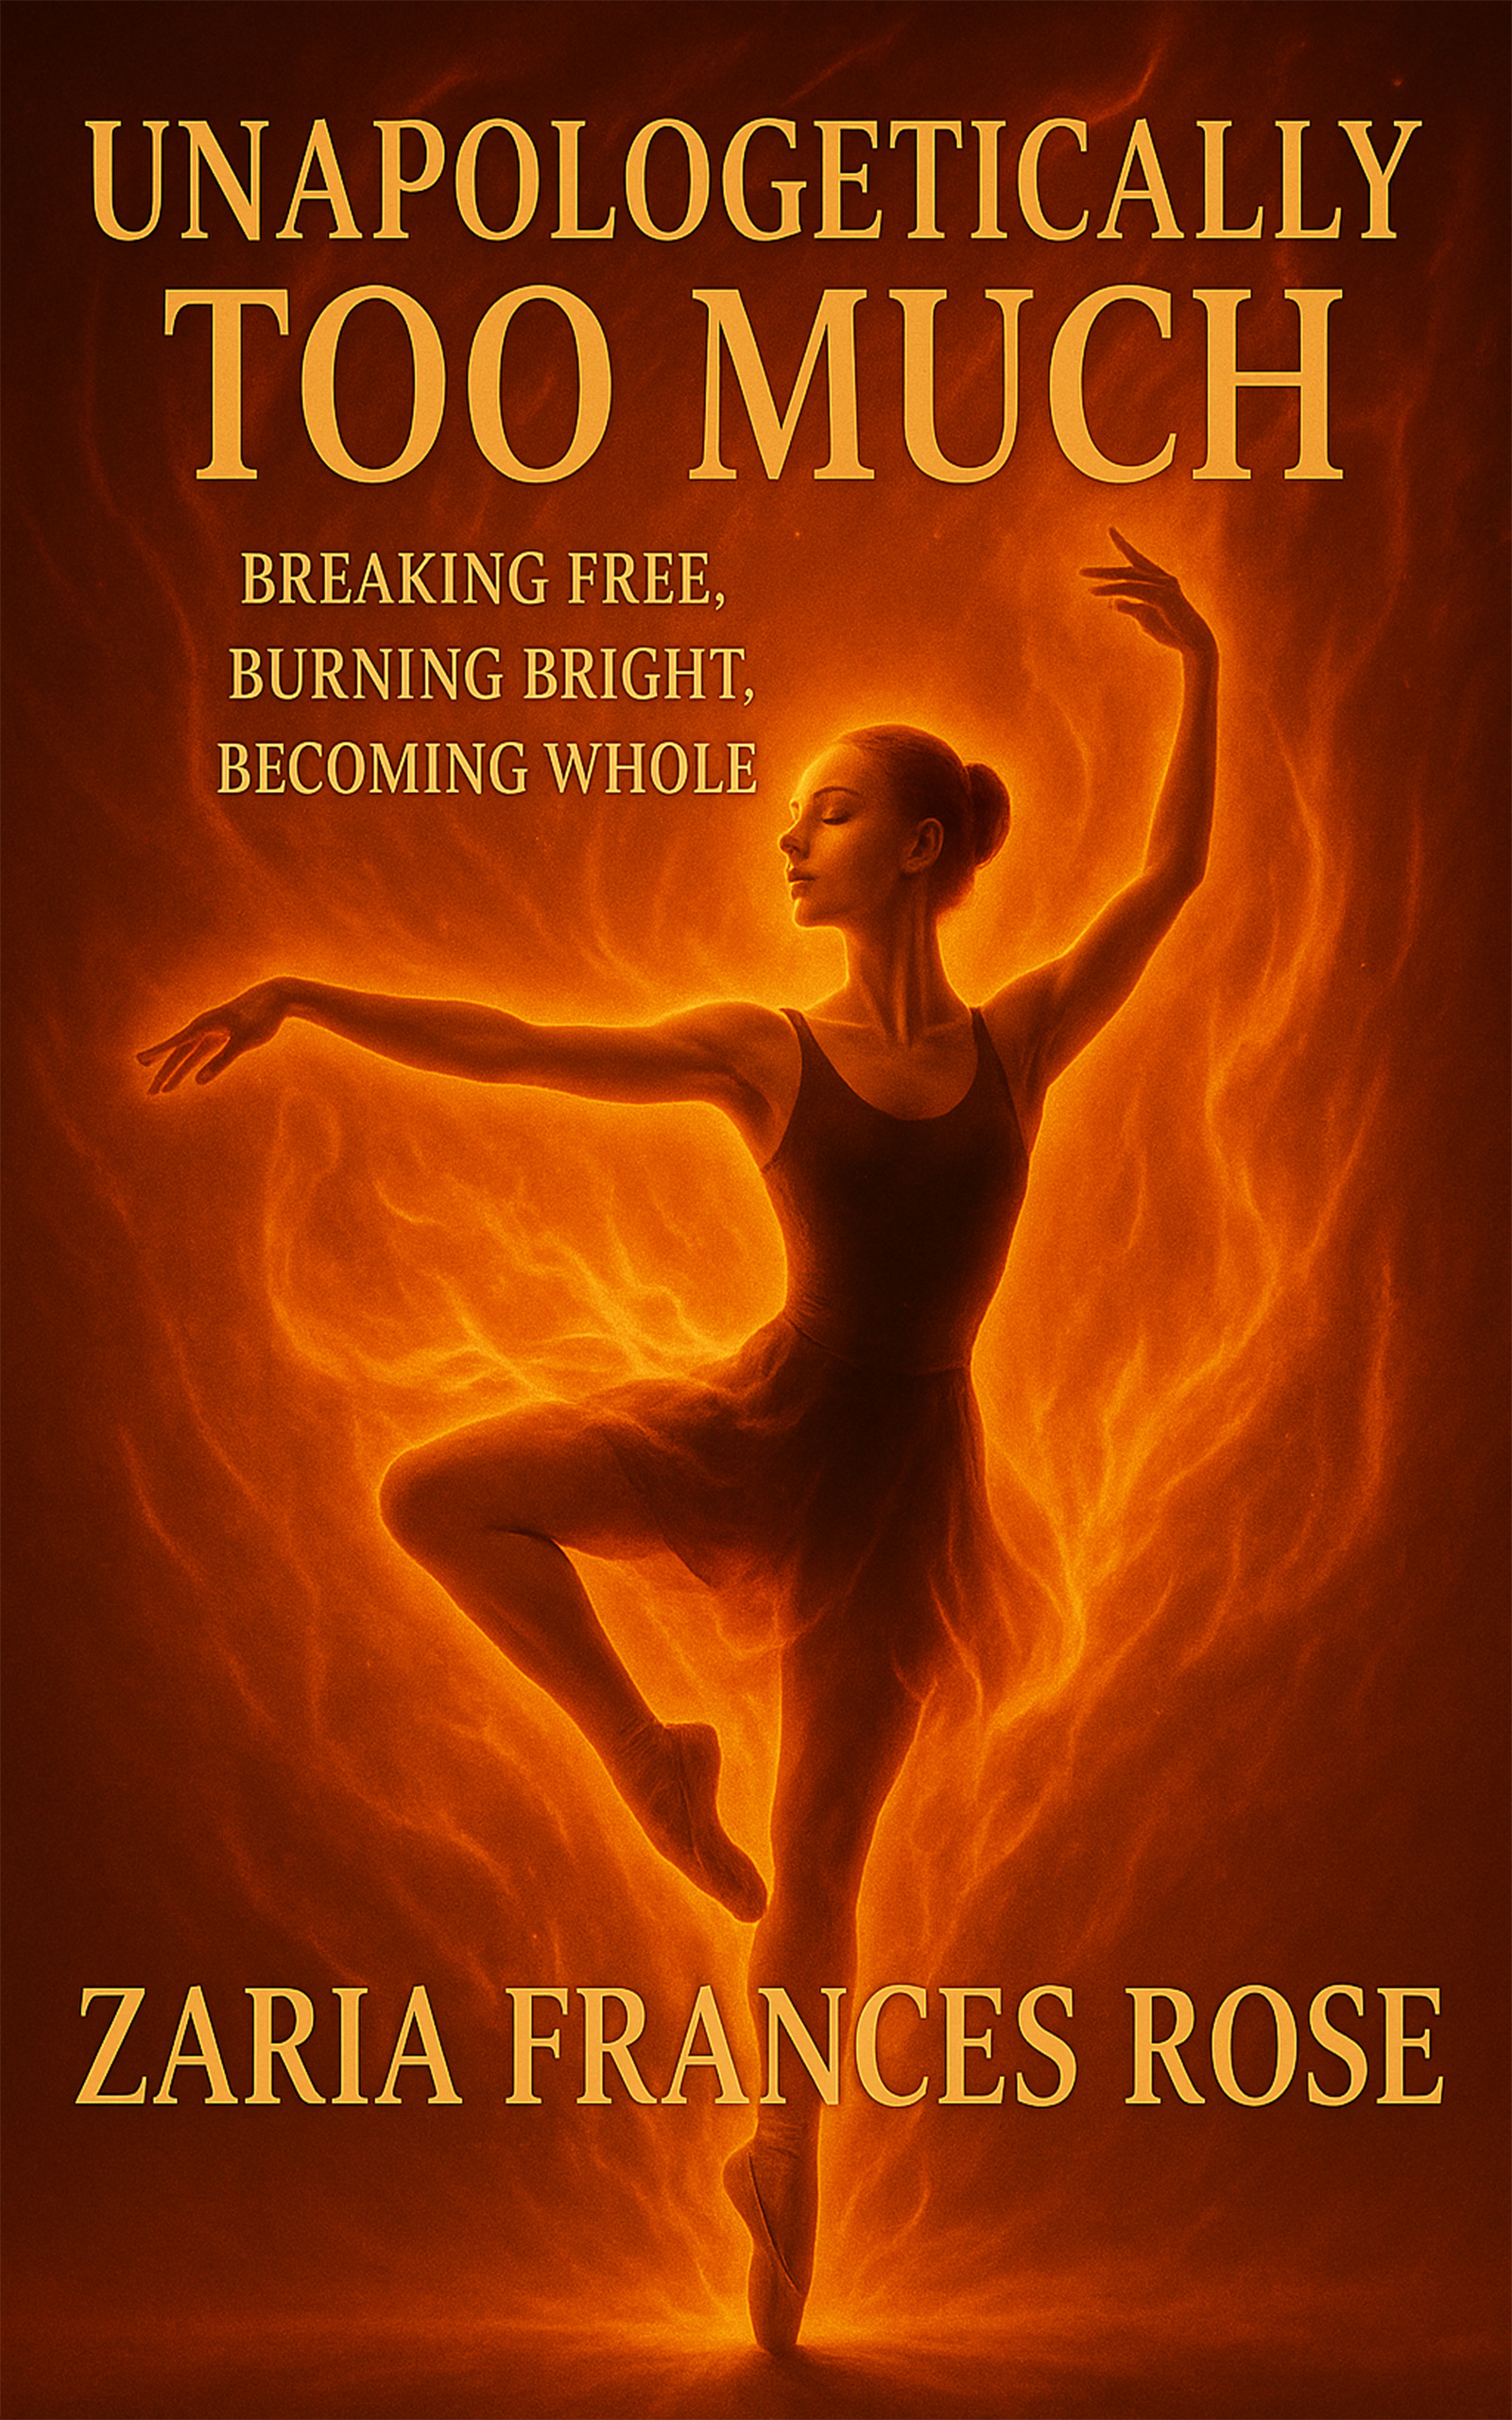 UNAPOLOGETICALLY
TOO MUCH
BREAKING FREE,
BURNING BRIGHT,
BECOMING WHOLE
ZARIA FRANCES ROSE